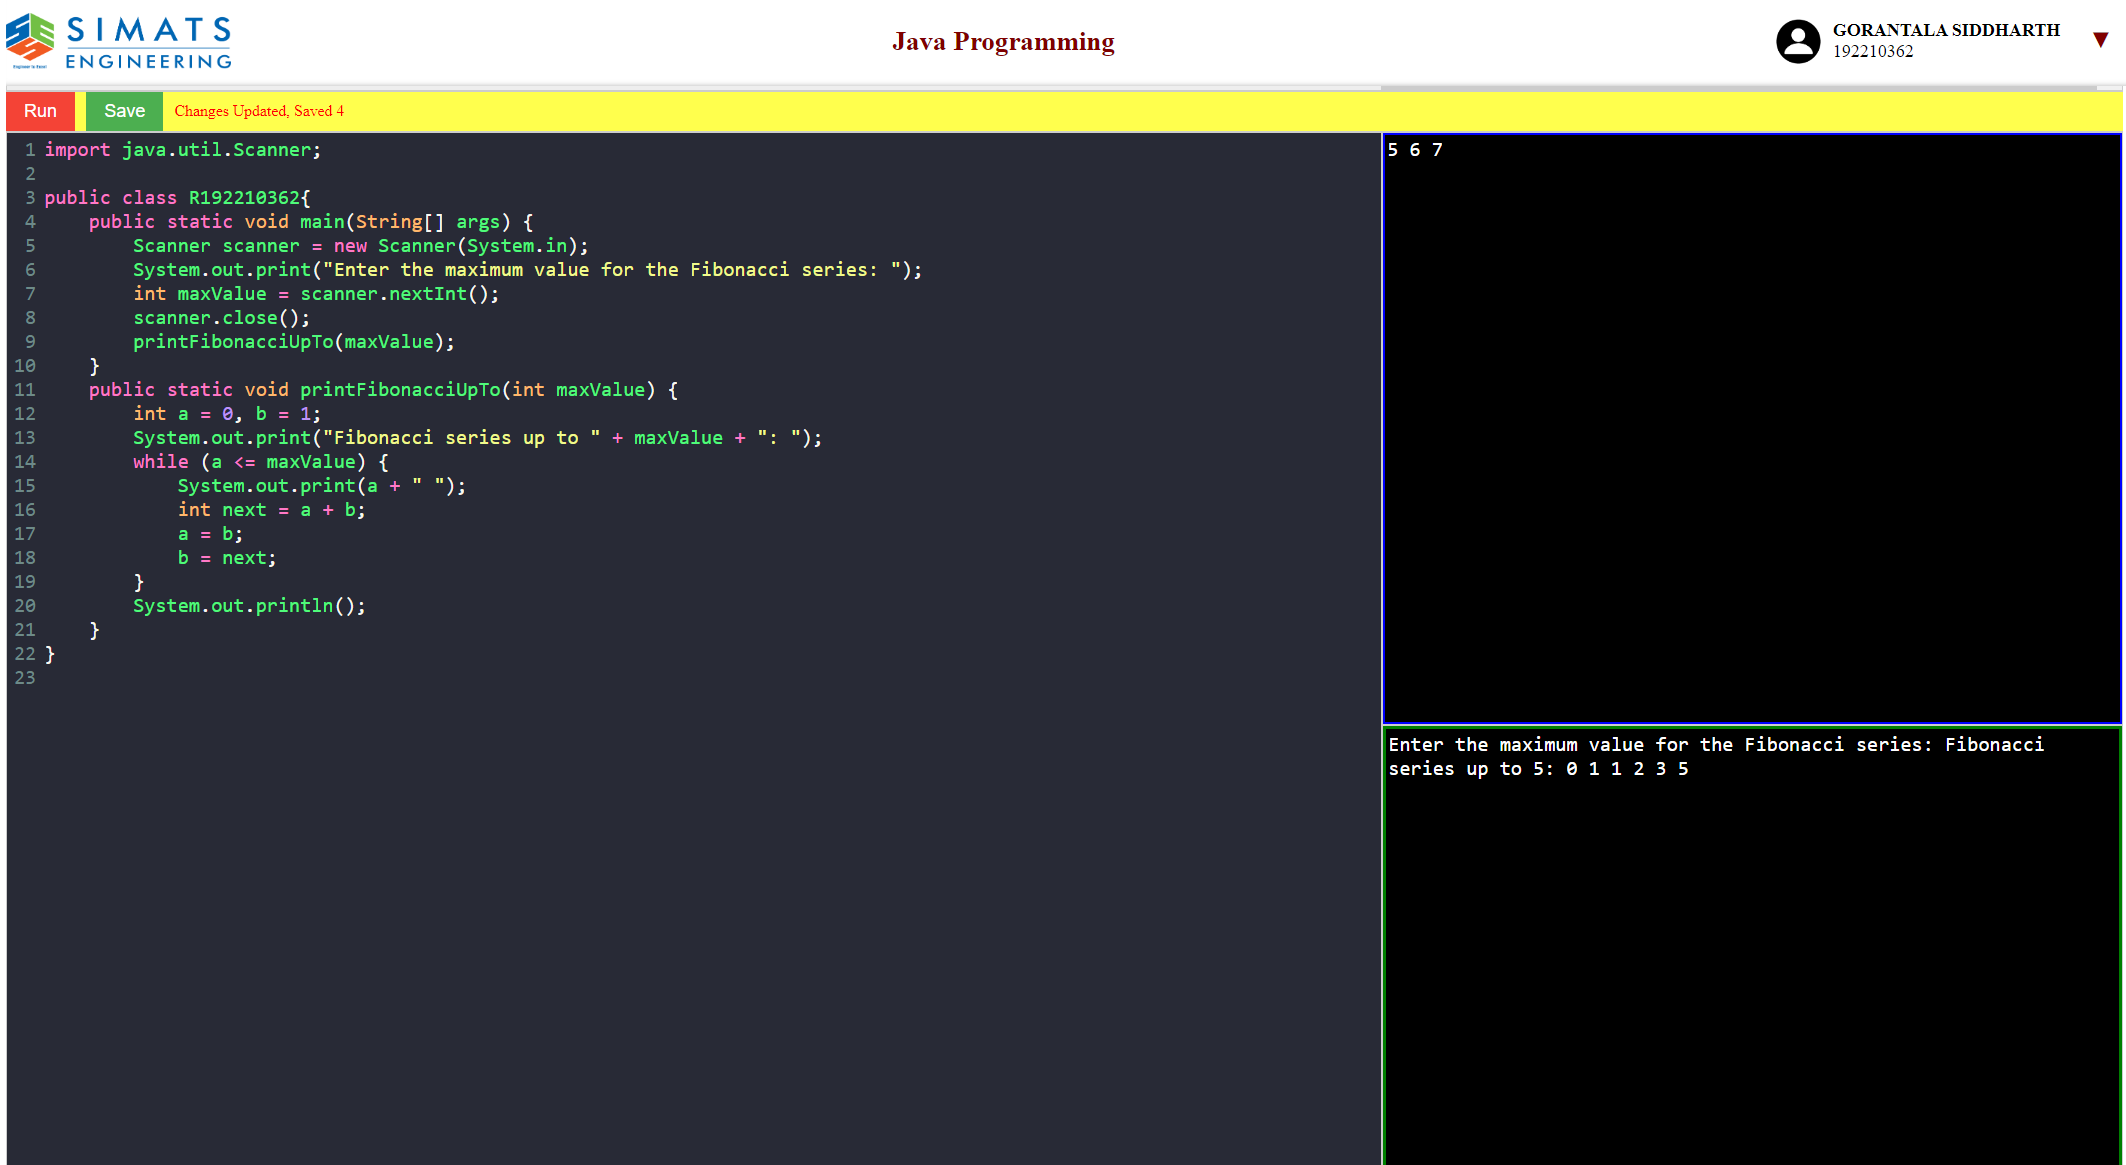 SIMATS
ENGINEERING
Engineer to Excel
Java Programming
GORANTALA SIDDHARTH
192210362
▼
Run
Save
Changes Updated, Saved 4
1 import java.util.Scanner;
2
3 public class R192210362{
4     public static void main(String[] args) {
5         Scanner scanner = new Scanner(System.in);
6         System.out.print("Enter the maximum value for the Fibonacci series: ");
7         int maxValue = scanner.nextInt();
8         scanner.close();
9         printFibonacciUpTo(maxValue);
10     }
11     public static void printFibonacciUpTo(int maxValue) {
12         int a = 0, b = 1;
13         System.out.print("Fibonacci series up to " + maxValue + ": ");
14         while (a <= maxValue) {
15             System.out.print(a + " ");
16             int next = a + b;
17             a = b;
18             b = next;
19         }
20         System.out.println();
21     }
22 }
23
5 6 7
Enter the maximum value for the Fibonacci series: Fibonacci
series up to 5: 0 1 1 2 3 5